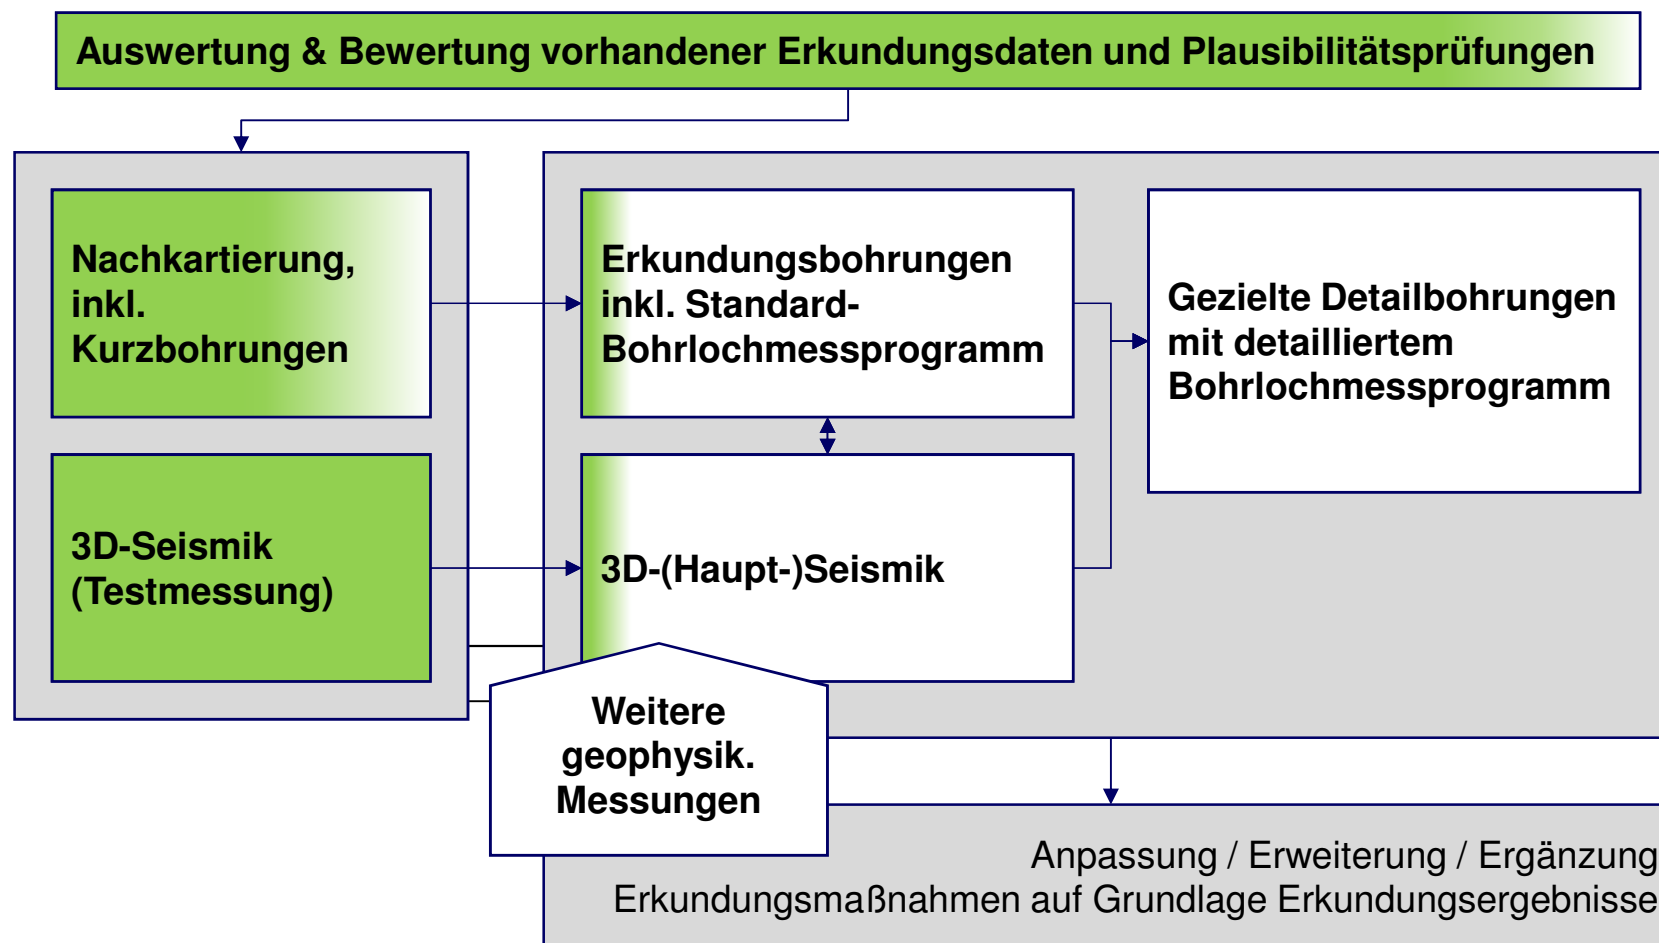 Auswertung & Bewertung vorhandener Erkundungsdaten und Plausibilitätsprüfungen
Nachkartierung,
inkl.
Kurzbohrungen
Erkundungsbohrungen
inkl. Standard-
Bohrlochmessprogramm
Gezielte Detailbohrungen
mit detailliertem
Bohrlochmessprogramm
3D-Seismik
(Testmessung)
3D-(Haupt-)Seismik
Weitere
geophysik.
Messungen
Anpassung / Erweiterung / Ergänzung
Erkundungsmaßnahmen auf Grundlage Erkundungsergebnisse